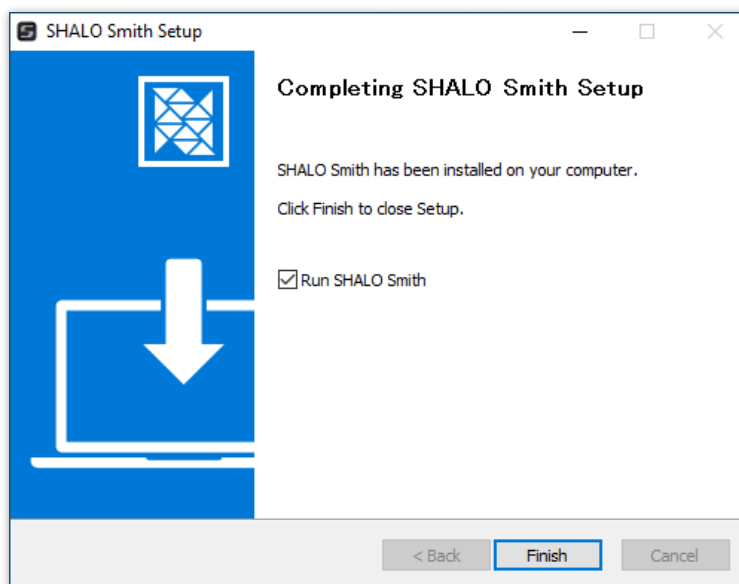 SHALO Smith Setup
Completing SHALO Smith Setup
SHALO Smith has been installed on your computer.
Click Finish to close Setup.
Run SHALO Smith
< Back
Finish
Cancel